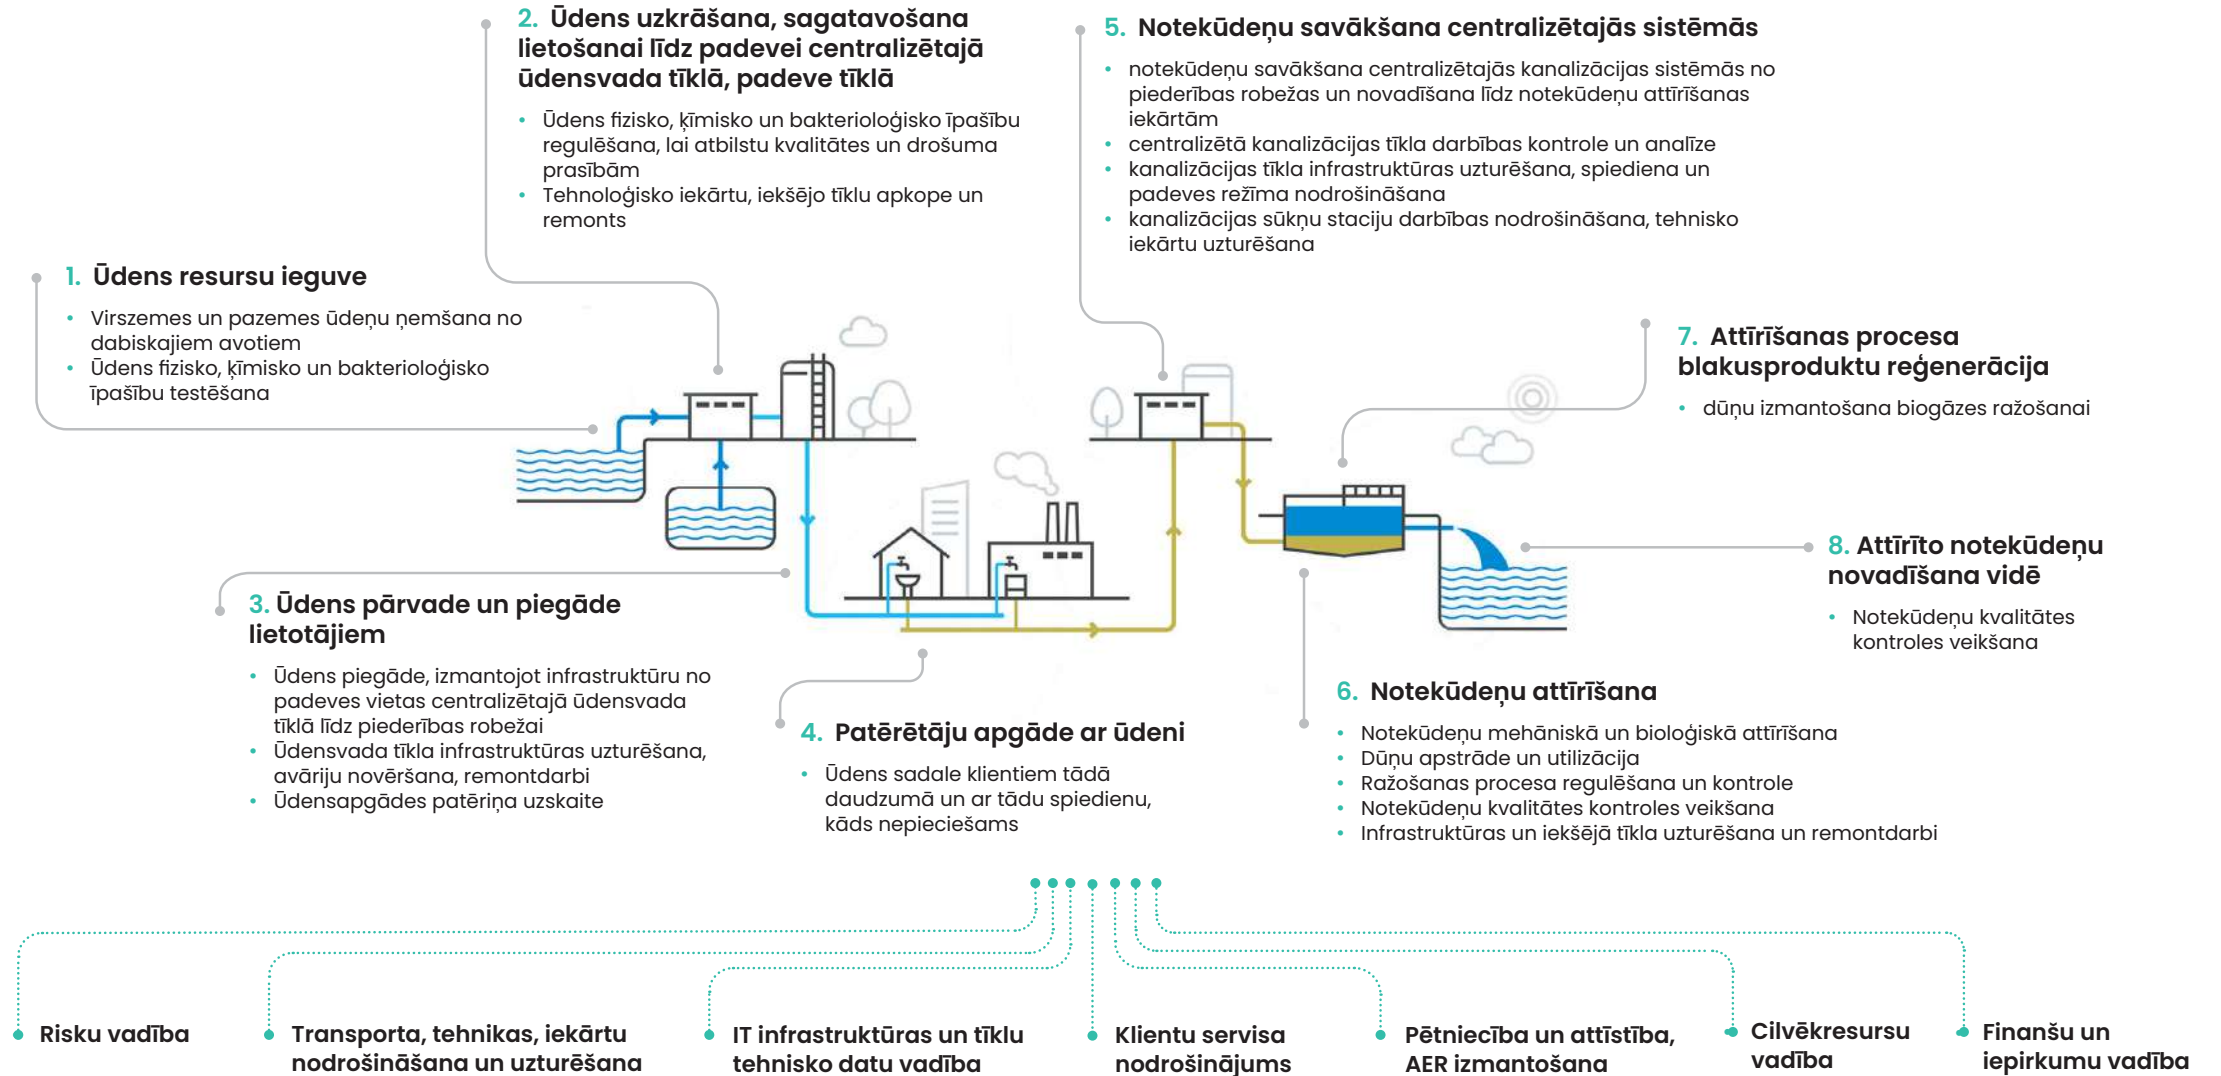 1. Ūdens resursu ieguve
• Virszemes un pazemes ūdeņu ņemšana no
dabiskajiem avotiem
• Ūdens fizisko, ķīmisko un bakterioloģisko
īpašību testēšana
2. Ūdens uzkrāšana, sagatavošana
lietošanai līdz padevei centralizētajā
ūdensvada tīklā, padeve tīklā
• Ūdens fizisko, ķīmisko un bakterioloģisko īpašību
regulēšana, lai atbilstu kvalitātes un drošuma
prasībām
• Tehnoloģisko iekārtu, iekšējo tīklu apkope un
remonts
3. Ūdens pārvade un piegāde
lietotājiem
• Ūdens piegāde, izmantojot infrastruktūru no
padeves vietas centralizētajā ūdensvada
tīklā līdz piederības robežai
• Ūdensvada tīkla infrastruktūras uzturēšana,
avāriju novēršana, remontdarbi
• Ūdensapgādes patēriņa uzskaite
4. Patērētāju apgāde ar ūdeni
• Ūdens sadale klientiem tādā
daudzumā un ar tādu spiedienu,
kāds nepieciešams
5. Notekūdeņu savākšana centralizētajās sistēmās
• notekūdeņu savākšana centralizētajās kanalizācijas sistēmās no
piederības robežas un novadīšana līdz notekūdeņu attīrīšanas
iekārtām
• centralizētā kanalizācijas tīkla darbības kontrole un analīze
• kanalizācijas tīkla infrastruktūras uzturēšana, spiediena un
padeves režīma nodrošināšana
• kanalizācijas sūkņu staciju darbības nodrošināšana, tehnisko
iekārtu uzturēšana
6. Notekūdeņu attīrīšana
• Notekūdeņu mehāniskā un bioloģiskā attīrīšana
• Dūņu apstrāde un utilizācija
• Ražošanas procesa regulēšana un kontrole
• Notekūdeņu kvalitātes kontroles veikšana
• Infrastruktūras un iekšējā tīkla uzturēšana un remontdarbi
7. Attīrīšanas procesa
blakusproduktu reģenerācija
• dūņu izmantošana biogāzes ražošanai
8. Attīrīto notekūdeņu
novadīšana vidē
• Notekūdeņu kvalitātes
kontroles veikšana
Risku vadība
Transporta, tehnikas, iekārtu
nodrošināšana un uzturēšana
IT infrastruktūras un tīklu
tehnisko datu vadība
Klientu servisa
nodrošinājums
Pētniecība un attīstība,
AER izmantošana
Cilvēkresursu
vadība
Finanšu un
iepirkumu vadība